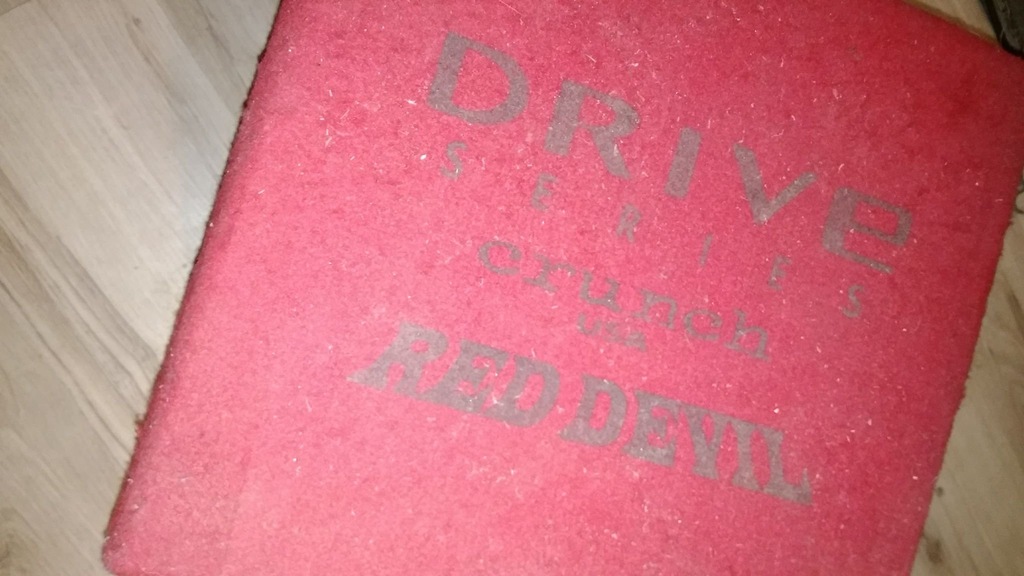 DRIVe
SERIES
crunch
USA
RED DEVIL